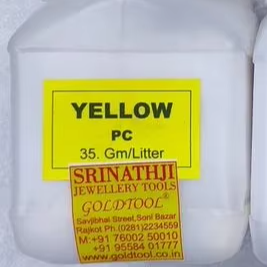 YELLOW
PC
35. Gm/Litter
SRINATHJI
JEWELLERY TOOLS
GOLDTOOL®
Savjibhai Street,Soni Bazar
Rajkot Ph.(0281)2234559
M:+91 76002 50010
+91 95584 01777
www.goldtool.co.in